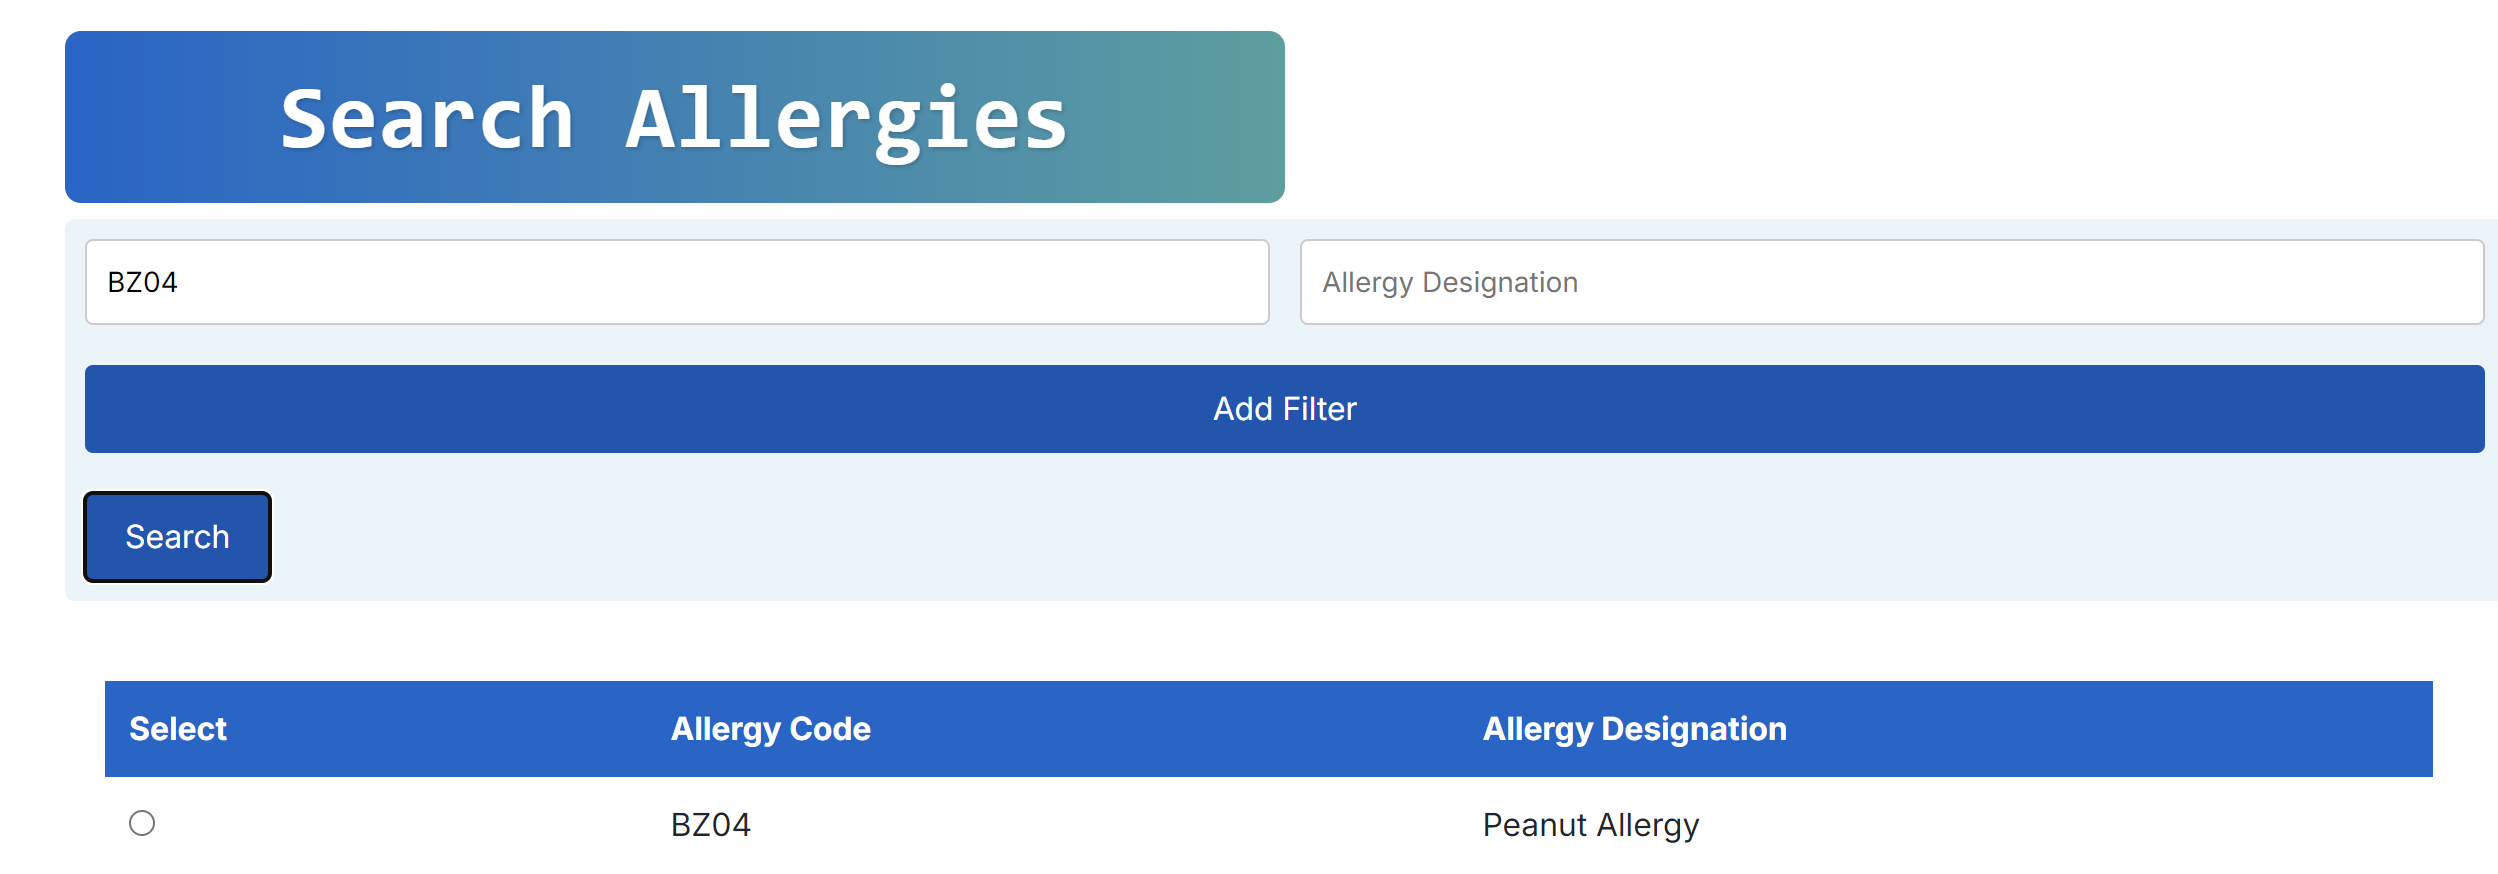 Search Allergies
BZ04 Allergy Designation
Add Filter
Search
Select Allergy Code Allergy Designation
BZ04 Peanut Allergy